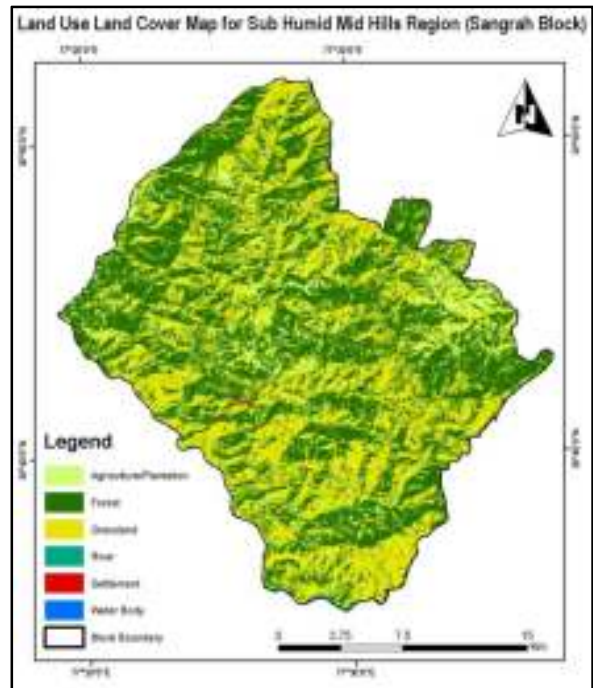 Land Use Land Cover Map for Sub Humid Mid Hills Region (Sangrah Block)
N
Legend
Agriculture/Plantation
Forest
Grassland
River
Settlement
Water Body
Block Boundary
0 3.75 7.5 15
Km